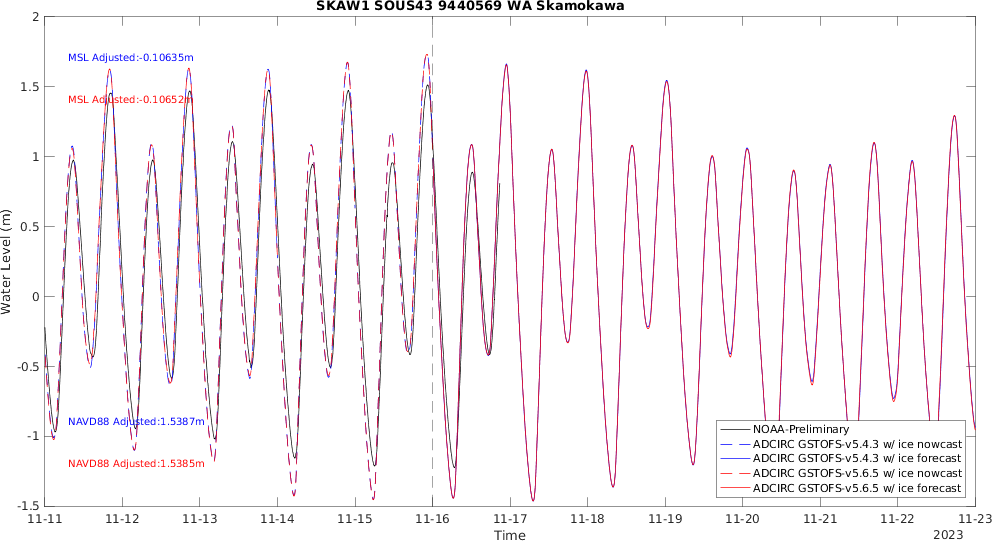 SKAW1 SOUS43 9440569 WA Skamokawa
2
1.5
1
0.5
0
-0.5
-1
-1.5
Water Level (m)
MSL Adjusted:-0.10635m
MSL Adjusted:-0.10652m
NAVD88 Adjusted:1.5387m
NAVD88 Adjusted:1.5385m
NOAA-Preliminary
ADCIRC GSTOFS-v5.4.3 w/ ice nowcast
ADCIRC GSTOFS-v5.4.3 w/ ice forecast
ADCIRC GSTOFS-v5.6.5 w/ ice nowcast
ADCIRC GSTOFS-v5.6.5 w/ ice forecast
11-11 11-12 11-13 11-14 11-15 11-16 11-17 11-18 11-19 11-20 11-21 11-22 11-23
Time
2023